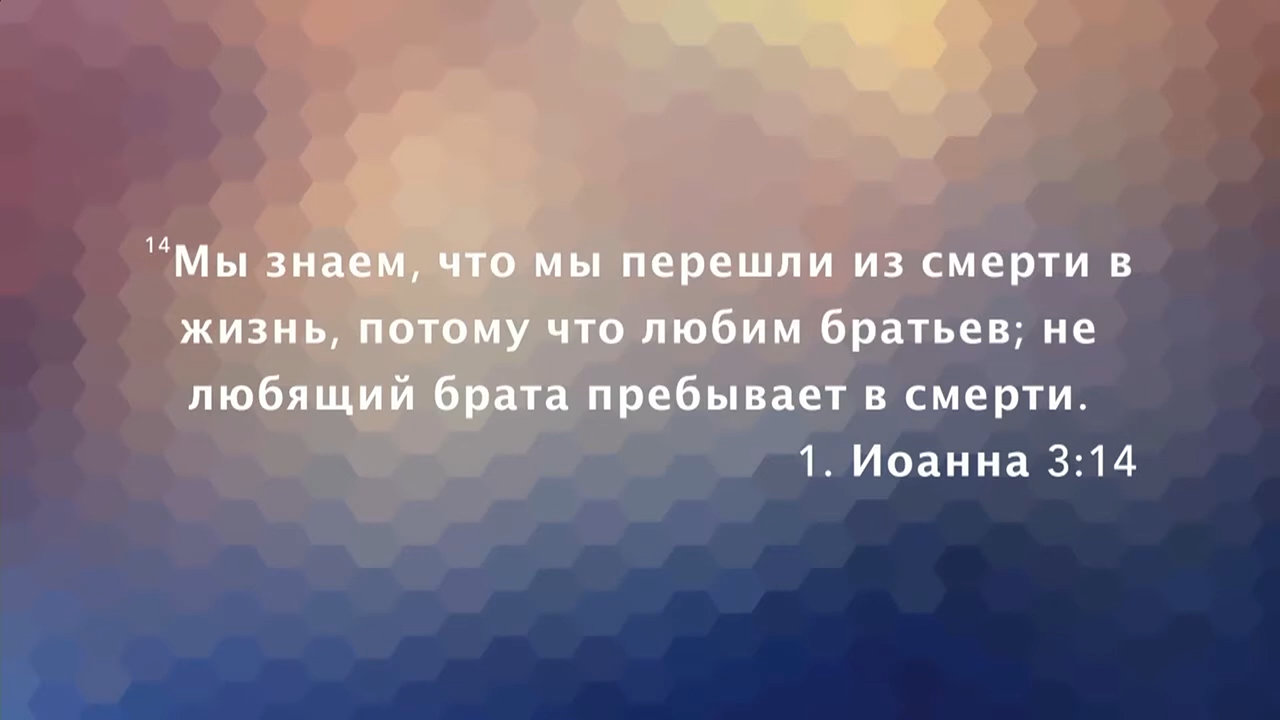 14Мы знаем, что мы перешли из смерти в
жизнь, потому что любим братьев; не
любящий брата пребывает в смерти.
1. Иоанна 3:14